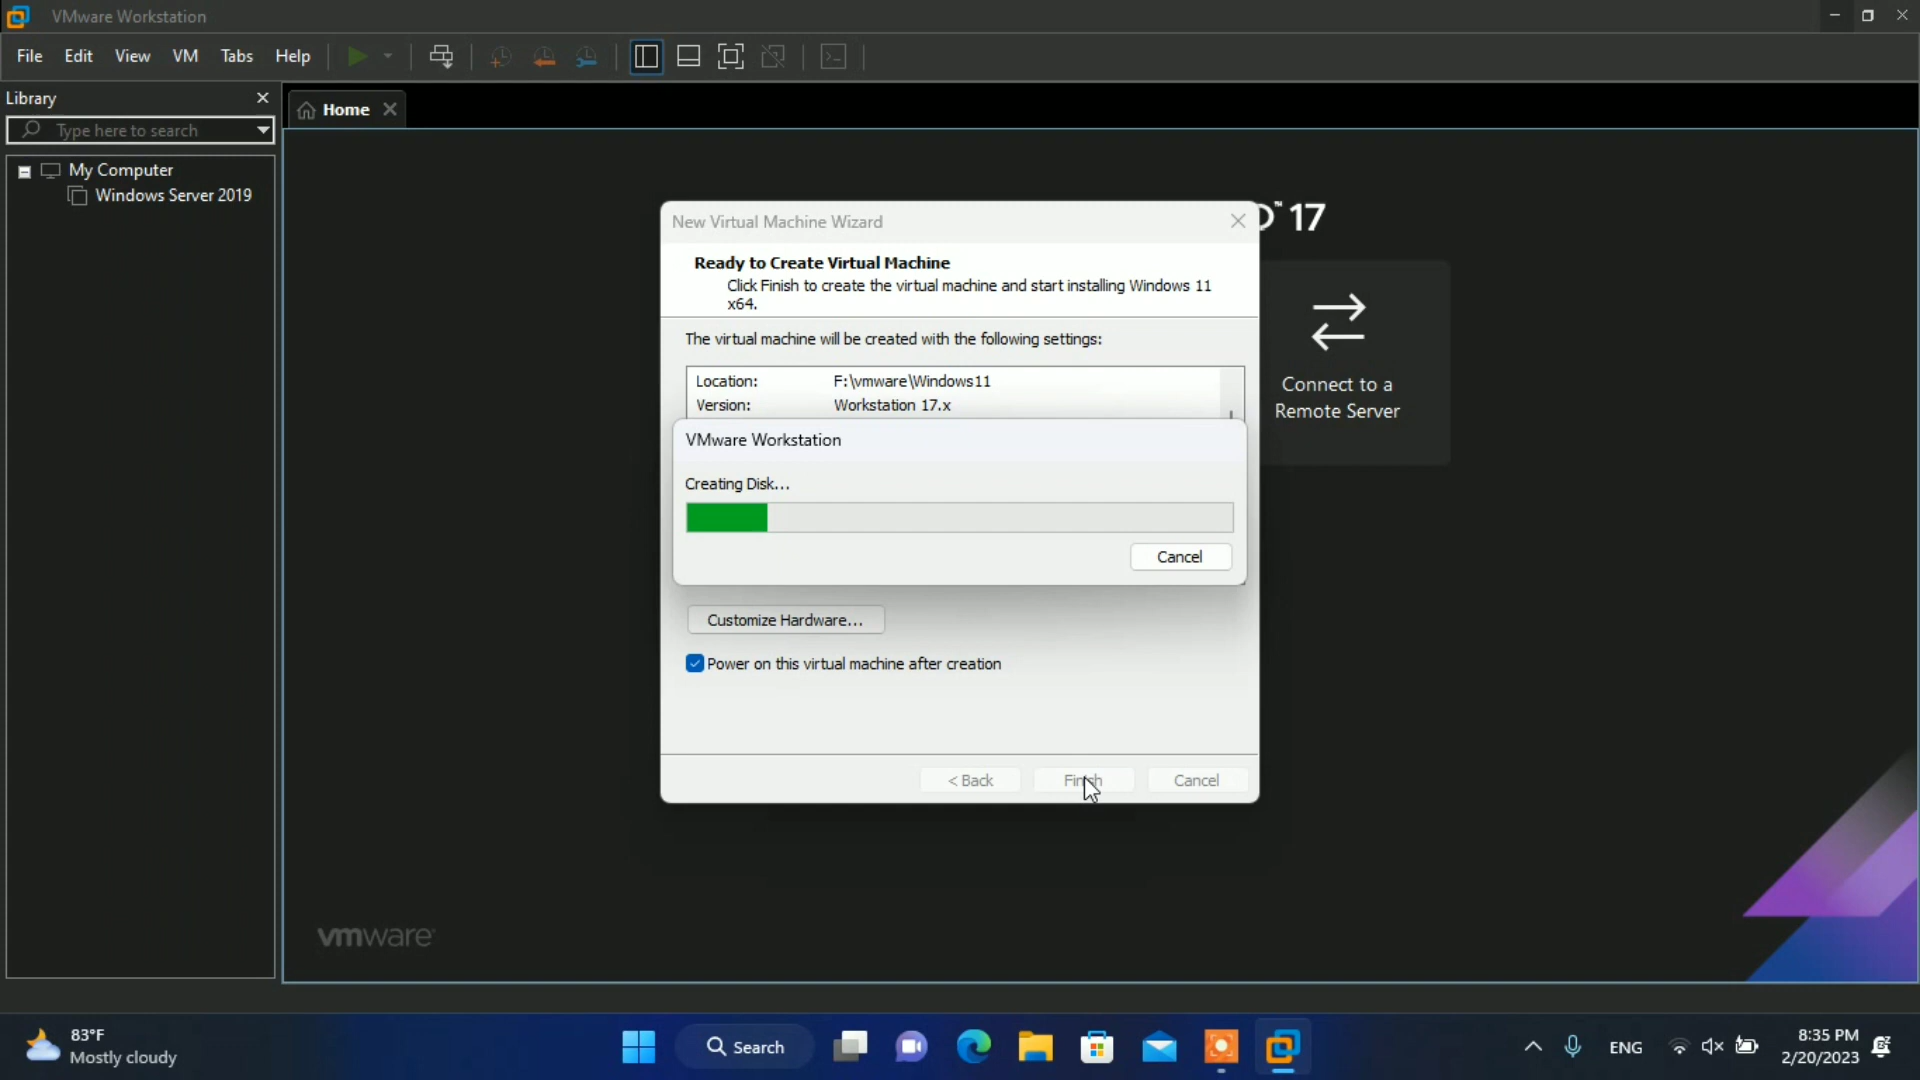 VMware Workstation
File Edit View VM Tabs Help
Library
Home
Type here to search
My Computer
Windows Server 2019
17
New Virtual Machine Wizard
Ready to Create Virtual Machine
Click Finish to create the virtual machine and start installing Windows 11
x64.
The virtual machine will be created with the following settings:
Location: F:\vmware\Windows11
Version: Workstation 17.x
VMware Workstation
Creating Disk...
Cancel
Customize Hardware...
Power on this virtual machine after creation
< Back Finish Cancel
Connect to a
Remote Server
vmware
83°F
Mostly cloudy
Search
ENG
8:35 PM
2/20/2023